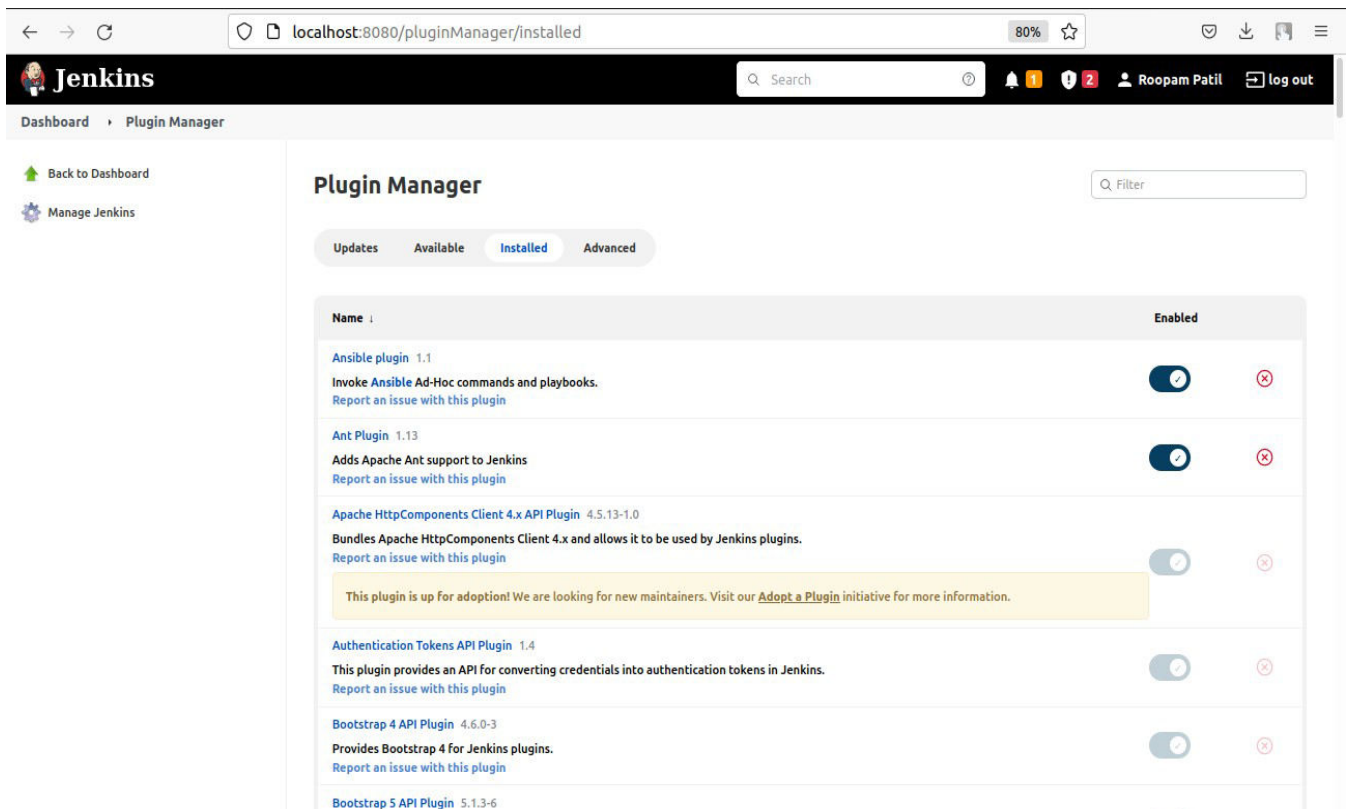 localhost:8080/pluginManager/installed
80%
Jenkins
Search
1
2
Roopam Patil
log out
Dashboard
Plugin Manager
Back to Dashboard
Manage Jenkins
Plugin Manager
Filter
Updates
Available
Installed
Advanced
Name ↓
Enabled
Ansible plugin 1.1
Invoke Ansible Ad-Hoc commands and playbooks.
Report an issue with this plugin
Ant Plugin 1.13
Adds Apache Ant support to Jenkins
Report an issue with this plugin
Apache HttpComponents Client 4.x API Plugin 4.5.13-1.0
Bundles Apache HttpComponents Client 4.x and allows it to be used by Jenkins plugins.
Report an issue with this plugin
This plugin is up for adoption! We are looking for new maintainers. Visit our Adopt a Plugin initiative for more information.
Authentication Tokens API Plugin 1.4
This plugin provides an API for converting credentials into authentication tokens in Jenkins.
Report an issue with this plugin
Bootstrap 4 API Plugin 4.6.0-3
Provides Bootstrap 4 for Jenkins plugins.
Report an issue with this plugin
Bootstrap 5 API Plugin 5.1.3-6